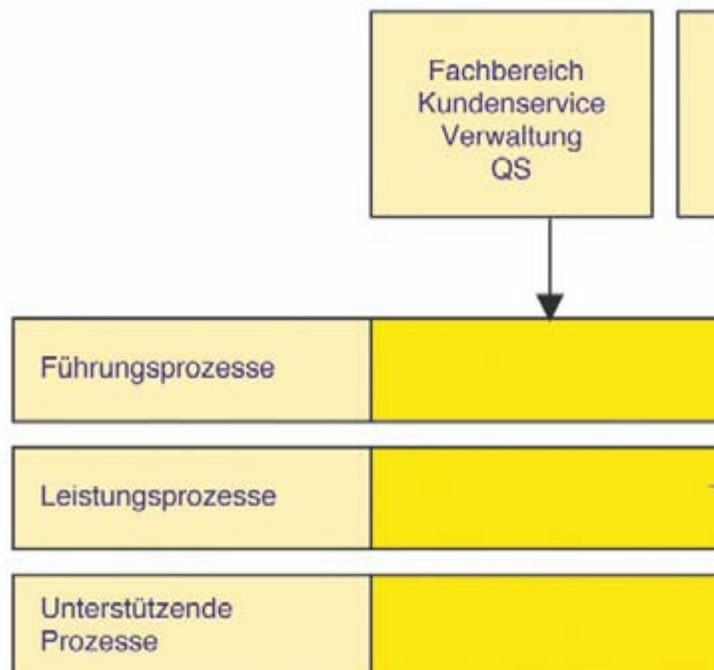 Fachbereich
Kundenservice
Verwaltung
QS
Führungsprozesse
Leistungsprozesse
Unterstützende
Prozesse